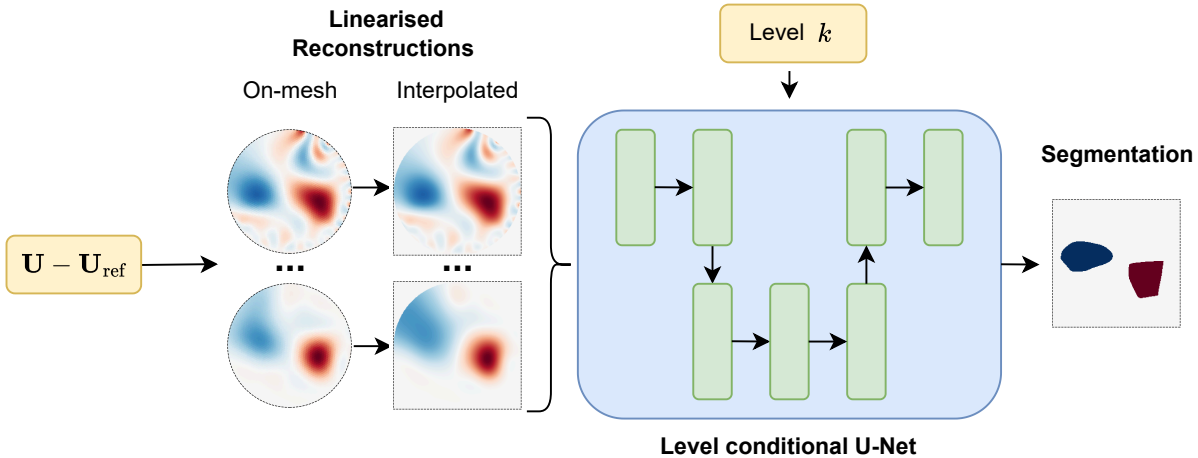 Linearised
Reconstructions
On-mesh
Interpolated
Level k
Segmentation
U − U_ref
...
...
Level conditional U-Net